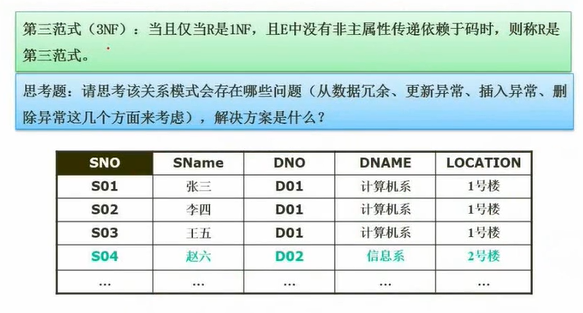 第三范式（3NF）：当且仅当R是1NF，且E中没有非主属性传递依赖于码时，则称R是
第三范式。
思考题：请思考该关系模式会存在哪些问题（从数据冗余、更新异常、插入异常、删
除异常这几个方面来考虑），解决方案是什么？
SNO SName DNO DNAME LOCATION
S01 张三 D01 计算机系 1号楼
S02 李四 D01 计算机系 1号楼
S03 王五 D01 计算机系 1号楼
S04 赵六 D02 信息系 2号楼
… … … … …